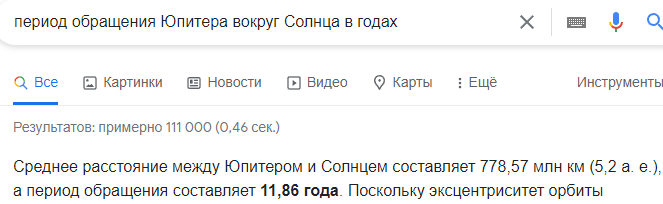 период обращения Юпитера вокруг Солнца в годах
Все Картинки Новости Видео Карты Ещё Инструменты
Результатов: примерно 111 000 (0,46 сек.)
Среднее расстояние между Юпитером и Солнцем составляет 778,57 млн км (5,2 а. е.),
а период обращения составляет 11,86 года. Поскольку эксцентриситет орбиты